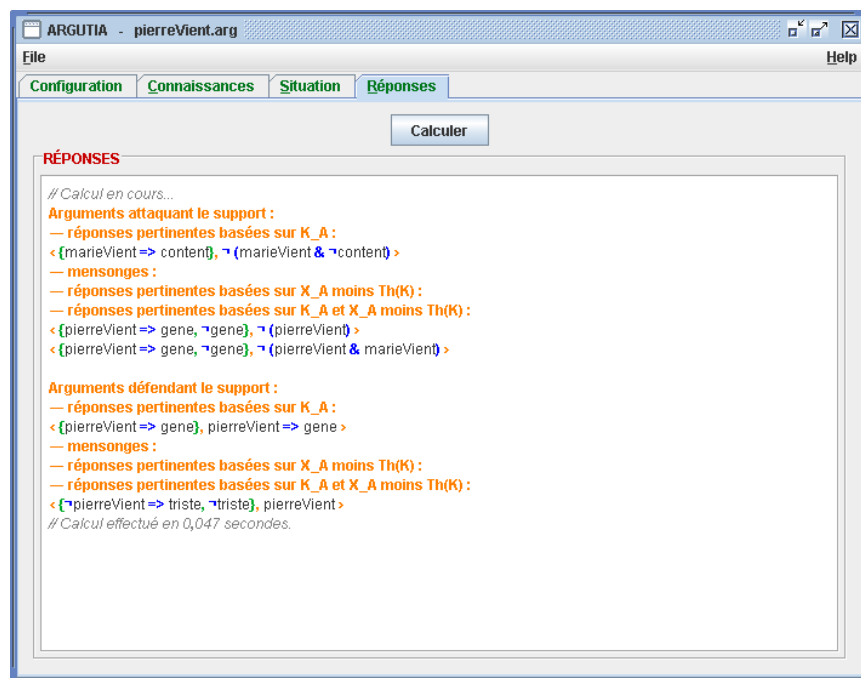 ARGUTIA - pierreVient.arg
File Help
Configuration Connaissances Situation Réponses
Calculer
RÉPONSES
// Calcul en cours...
Arguments attaquant le support :
— réponses pertinentes basées sur K_A :
< {marieVient => content}, ¬ (marieVient & ¬content) >
— mensonges :
— réponses pertinentes basées sur X_A moins Th(K) :
— réponses pertinentes basées sur K_A et X_A moins Th(K) :
< {pierreVient => gene, ¬gene}, ¬ (pierreVient) >
< {pierreVient => gene, ¬gene}, ¬ (pierreVient & marieVient) >
Arguments défendant le support :
— réponses pertinentes basées sur K_A :
< {pierreVient => gene}, pierreVient => gene >
— mensonges :
— réponses pertinentes basées sur X_A moins Th(K) :
— réponses pertinentes basées sur K_A et X_A moins Th(K) :
< {¬pierreVient => triste, ¬triste}, pierreVient >
// Calcul effectué en 0,047 secondes.